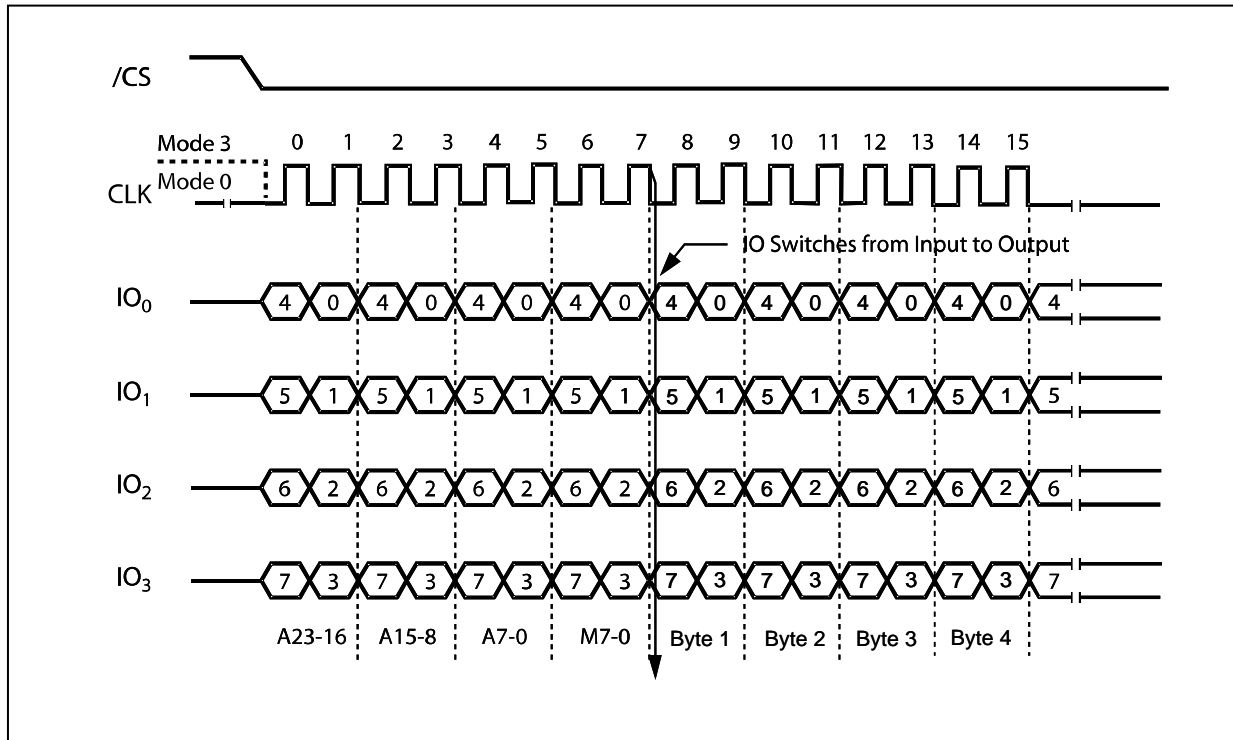 /CS
Mode 3
0 1 2 3 4 5 6 7 8 9 10 11 12 13 14 15
Mode 0
CLK
IO Switches from Input to Output
IO0 4 0 4 0 4 0 4 0 4 0 4 0 4 0 4 0 4
IO1 5 1 5 1 5 1 5 1 5 1 5 1 5 1 5 1 5
IO2 6 2 6 2 6 2 6 2 6 2 6 2 6 2 6 2 6
IO3 7 3 7 3 7 3 7 3 7 3 7 3 7 3 7 3 7
A23-16 A15-8 A7-0 M7-0 Byte 1 Byte 2 Byte 3 Byte 4